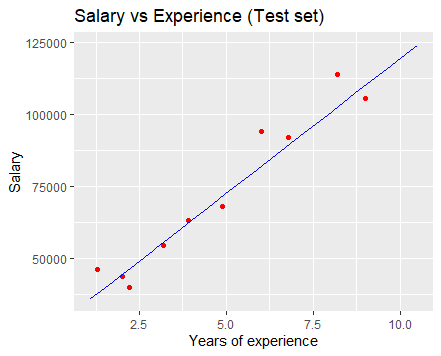 Salary vs Experience (Test set)
125000
100000
75000
50000
Salary
2.5
5.0
7.5
10.0
Years of experience